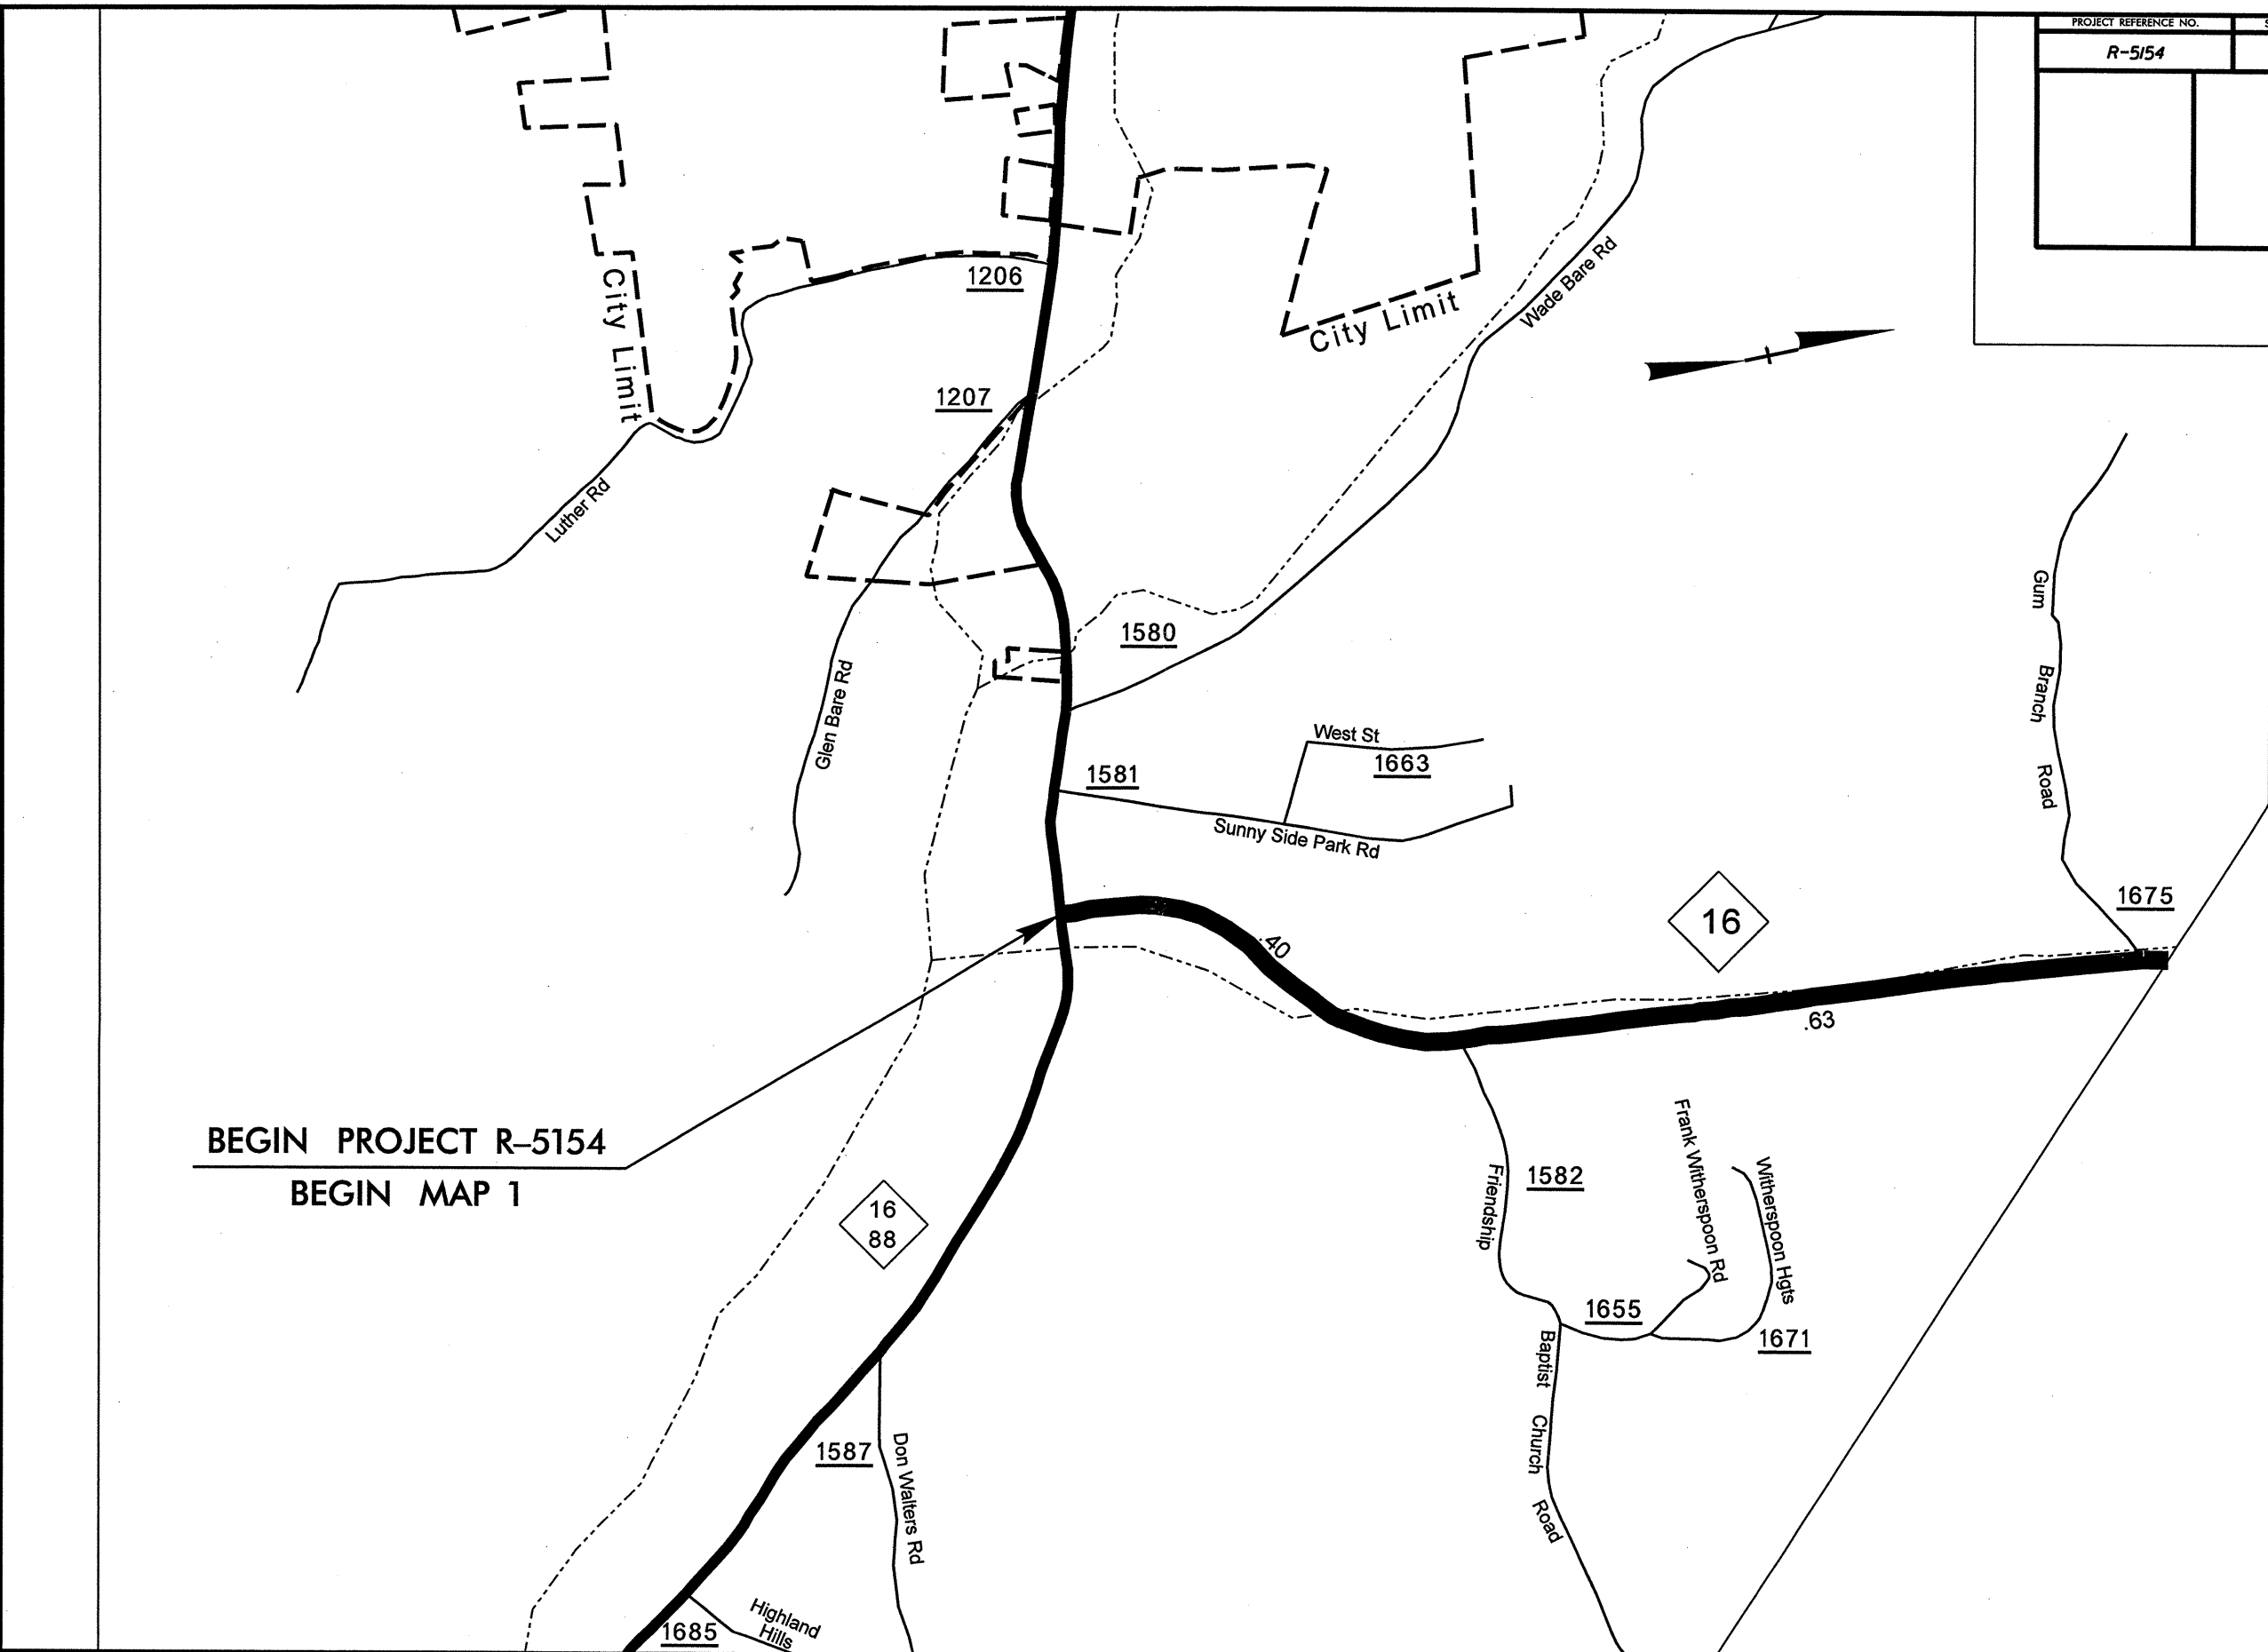 PROJECT REFERENCE NO.
R-5154
City Limit
1206
City Limit
Wade Bare Rd
1207
Luther Rd
Glen Bare Rd
1580
Gum Branch Road
West St
1663
1581
Sunny Side Park Rd
16
1675
.40
.63
BEGIN PROJECT R–5154
BEGIN MAP 1
16
88
1582
Friendship Baptist Church Road
Frank Witherspoon Rd
Witherspoon Hgts
1655
1671
1587
Don Walters Rd
Highland
Hills
1685